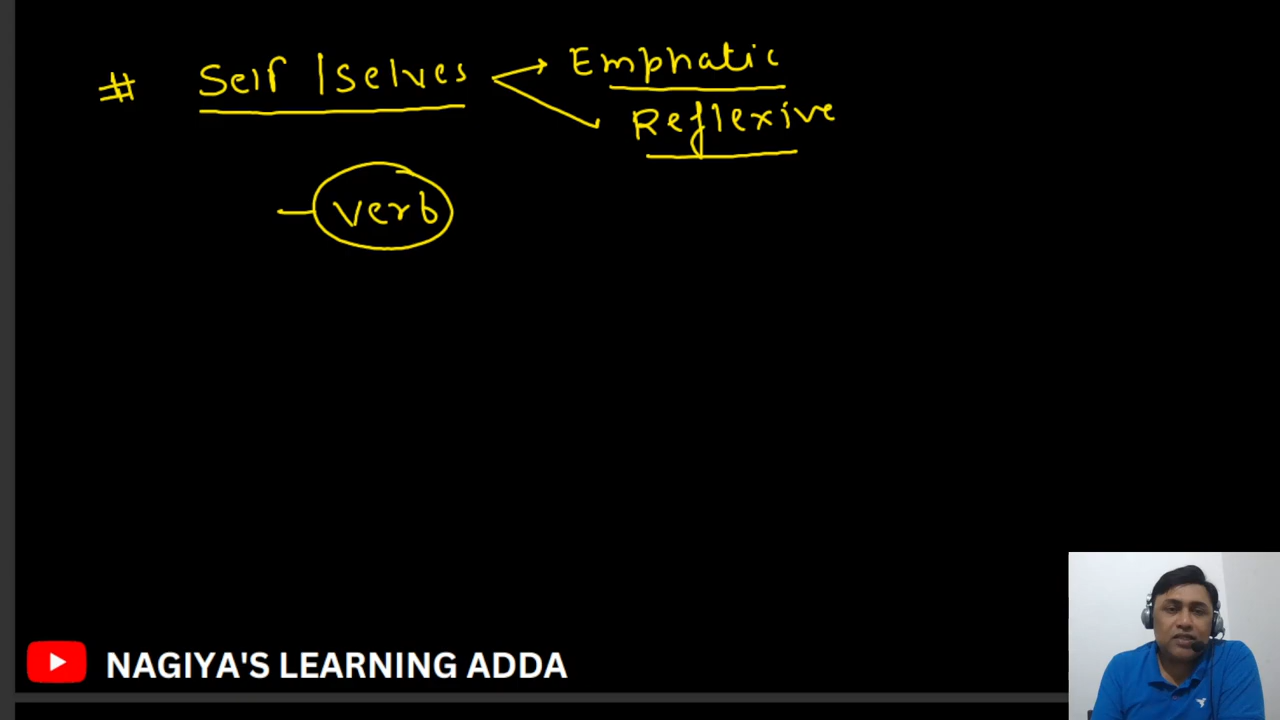 # Self / Selves → Emphatic
Reflexive
- Verb
NAGIYA'S LEARNING ADDA